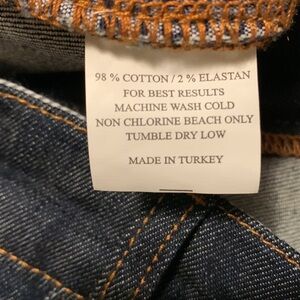 98 % COTTON / 2 % ELASTAN
FOR BEST RESULTS
MACHINE WASH COLD
NON CHLORINE BEACH ONLY
TUMBLE DRY LOW
MADE IN TURKEY